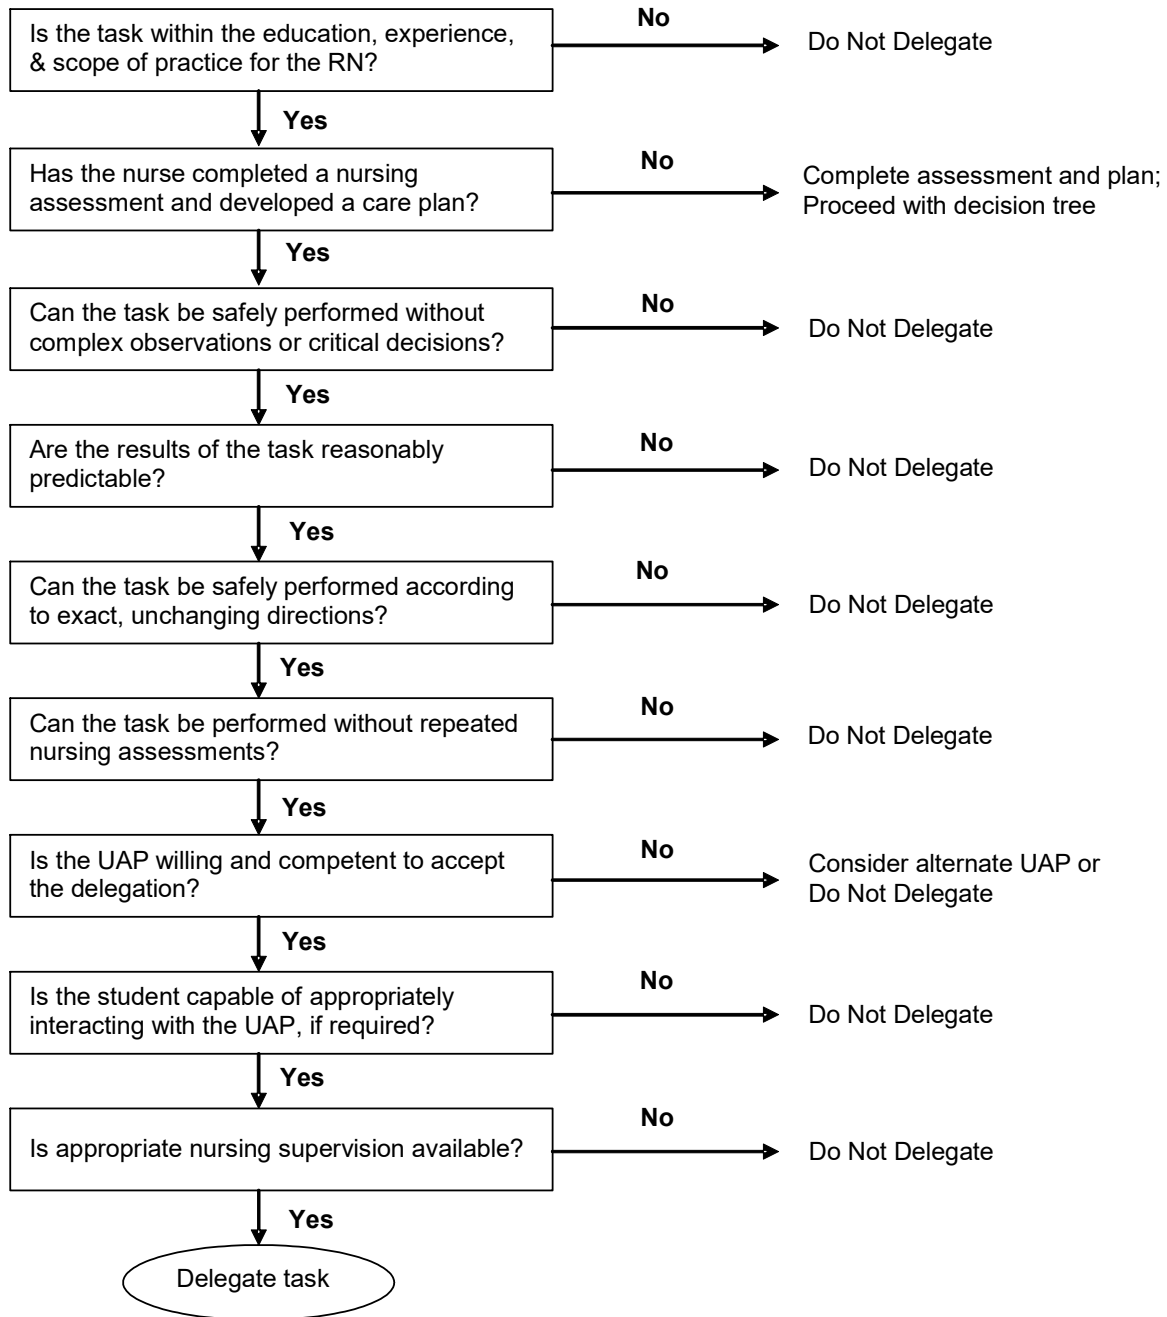 Is the task within the education, experience,
& scope of practice for the RN?
No
Do Not Delegate
Yes
Has the nurse completed a nursing
assessment and developed a care plan?
No
Complete assessment and plan;
Proceed with decision tree
Yes
Can the task be safely performed without
complex observations or critical decisions?
No
Do Not Delegate
Yes
Are the results of the task reasonably
predictable?
No
Do Not Delegate
Yes
Can the task be safely performed according
to exact, unchanging directions?
No
Do Not Delegate
Yes
Can the task be performed without repeated
nursing assessments?
No
Do Not Delegate
Yes
Is the UAP willing and competent to accept
the delegation?
No
Consider alternate UAP or
Do Not Delegate
Yes
Is the student capable of appropriately
interacting with the UAP, if required?
No
Do Not Delegate
Yes
Is appropriate nursing supervision available?
No
Do Not Delegate
Yes
Delegate task